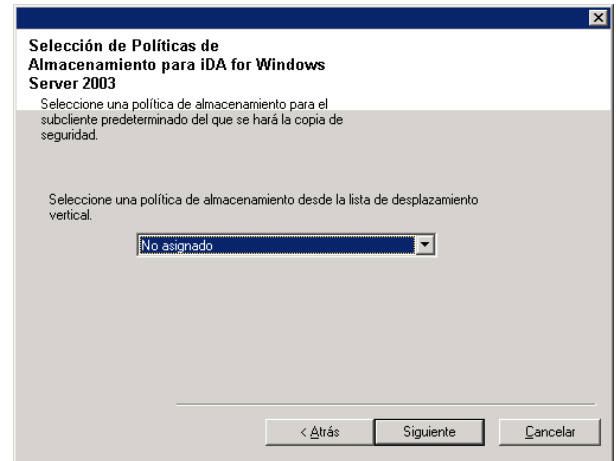 Selección de Políticas de
Almacenamiento para iDA for Windows
Server 2003
Seleccione una política de almacenamiento para el
subcliente predeterminado del que se hará la copia de
seguridad.
Seleccione una política de almacenamiento desde la lista de desplazamiento
vertical.
No asignado
< Atrás
Siguiente
Cancelar